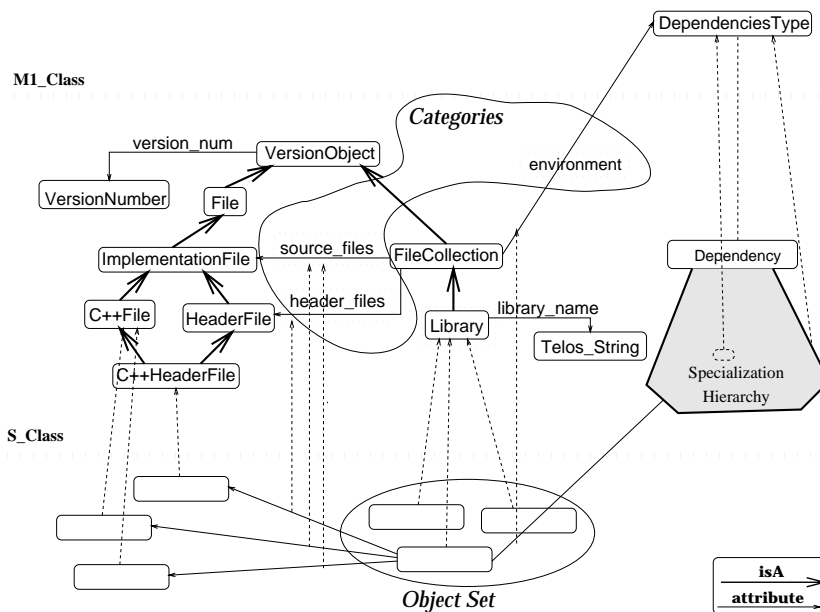 DependenciesType
M1_Class
Categories
version_num
VersionObject
environment
VersionNumber
File
source_files
ImplementationFile
FileCollection
Dependency
header_files
library_name
C++File
HeaderFile
Library
Telos_String
C++HeaderFile
Specialization
Hierarchy
S_Class
isA
attribute
Object Set